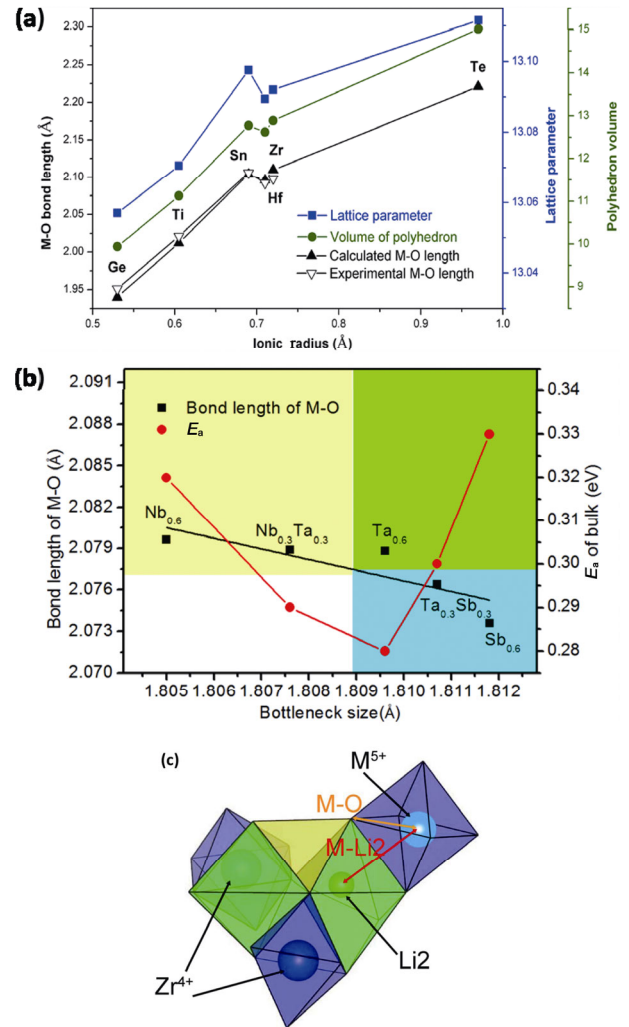 (a)
2.30
2.25
2.20
2.15
2.10
2.05
2.00
1.95
M-O bond length (Å)
Ge
Ti
Sn
Zr
Hf
Te
Lattice parameter
Volume of polyhedron
Calculated M-O length
Experimental M-O length
0.5 0.6 0.7 0.8 0.9 1.0
Ionic radius (Å)
13.10
13.08
13.06
13.04
Lattice parameter
15
14
13
12
11
10
9
Polyhedron volume
(b)
2.091
2.088
2.085
2.082
2.079
2.076
2.073
2.070
Bond length of M-O (Å)
Bond length of M-O
Eₐ
Nb₀.₆
Nb₀.₃Ta₀.₃
Ta₀.₆
Ta₀.₃Sb₀.₃
Sb₀.₆
0.34
0.33
0.32
0.31
0.30
0.29
0.28
Eₐ of bulk (eV)
1.805 1.806 1.807 1.808 1.809 1.810 1.811 1.812
Bottleneck size(Å)
(c)
M⁵⁺
M-O
M-Li2
Li2
Zr⁴⁺